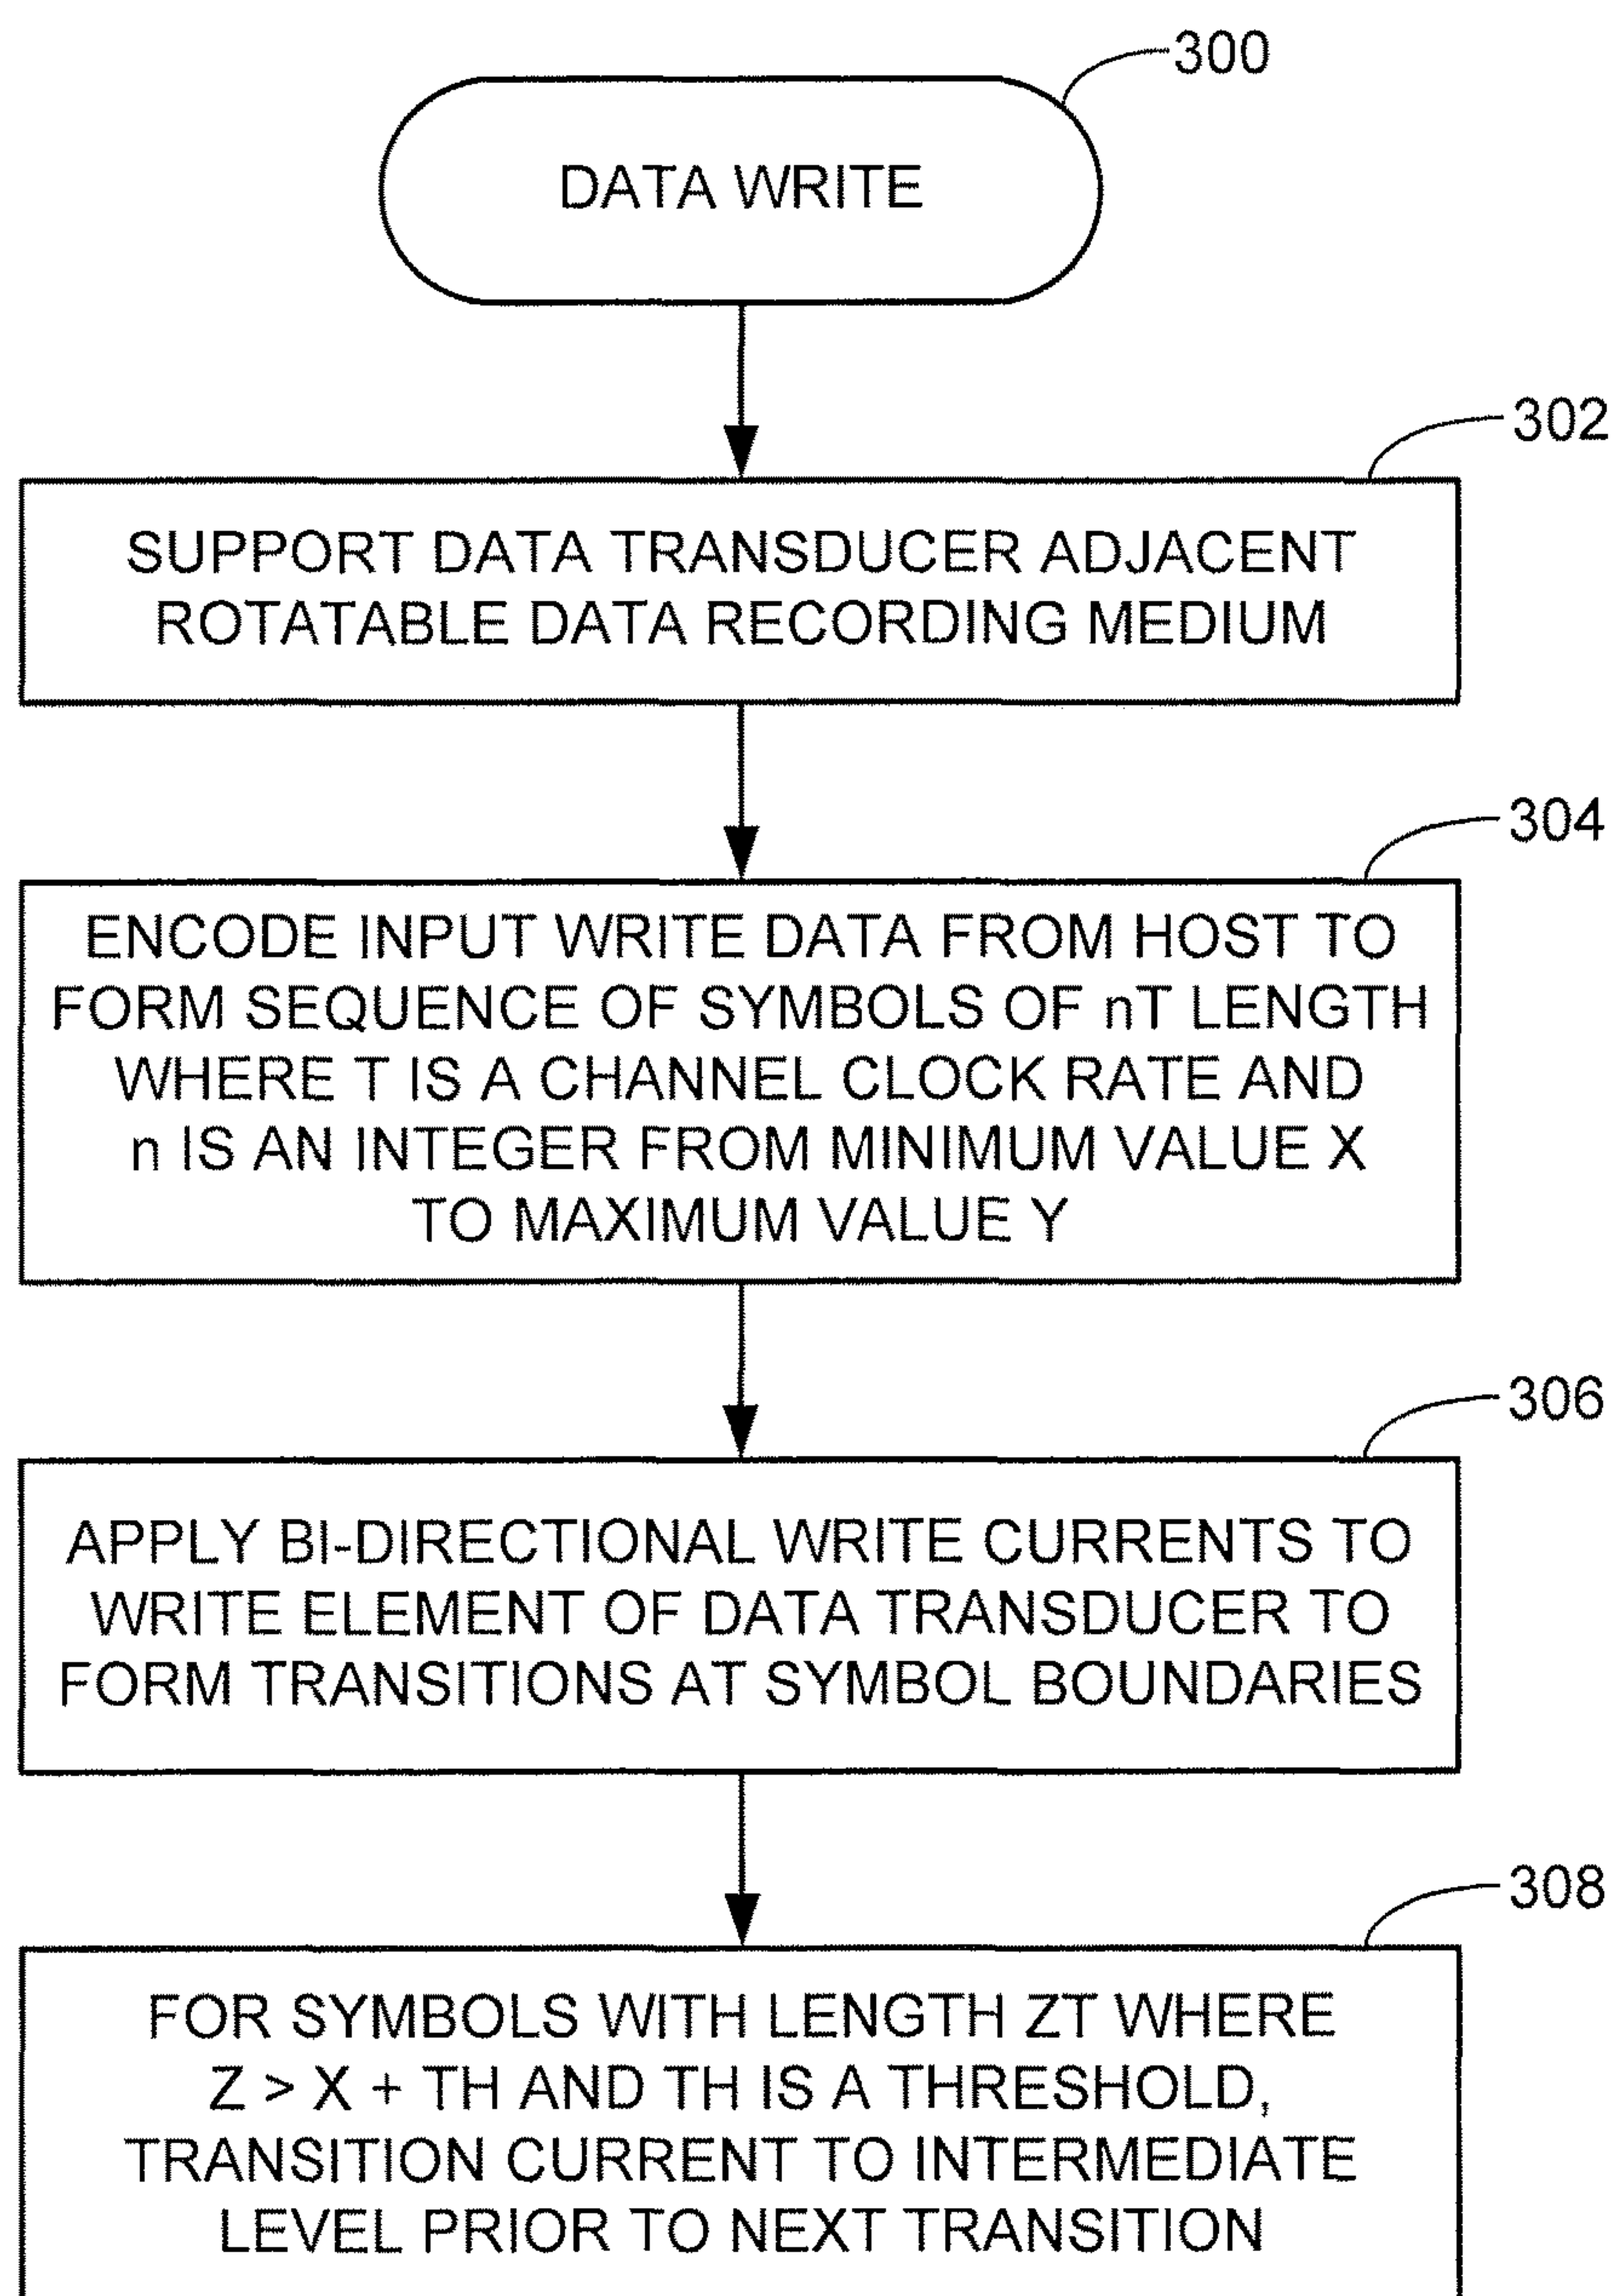 300
DATA WRITE
302
SUPPORT DATA TRANSDUCER ADJACENT
ROTATABLE DATA RECORDING MEDIUM
304
ENCODE INPUT WRITE DATA FROM HOST TO
FORM SEQUENCE OF SYMBOLS OF nT LENGTH
WHERE T IS A CHANNEL CLOCK RATE AND
n IS AN INTEGER FROM MINIMUM VALUE X
TO MAXIMUM VALUE Y
306
APPLY BI-DIRECTIONAL WRITE CURRENTS TO
WRITE ELEMENT OF DATA TRANSDUCER TO
FORM TRANSITIONS AT SYMBOL BOUNDARIES
308
FOR SYMBOLS WITH LENGTH ZT WHERE
Z > X + TH AND TH IS A THRESHOLD,
TRANSITION CURRENT TO INTERMEDIATE
LEVEL PRIOR TO NEXT TRANSITION